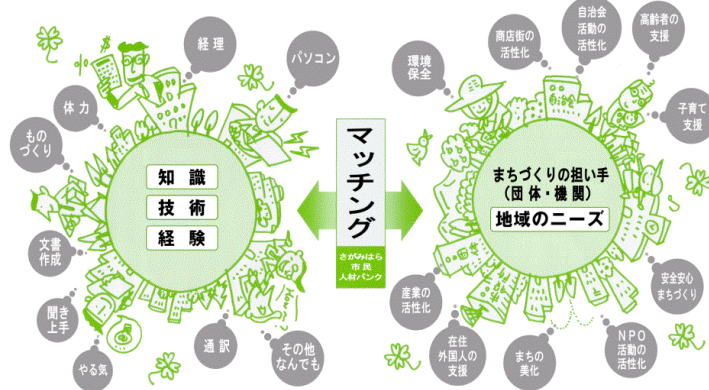 経理
パソコン
体力
もの
づくり
文書
作成
聞き
上手
やる気
通訳
その他
なんでも
知識
技術
経験
マッチング
さがみはら
市民
人材バンク
環境
保全
商店街の
活性化
自治会
活動の
活性化
高齢者の
支援
子育て
支援
自治会
まちづくりの担い手
(団体・機関)
地域のニーズ
安全安心
まちづくり
NPO
活動の
活性化
まちの
美化
在住
外国人の
支援
産業の
活性化